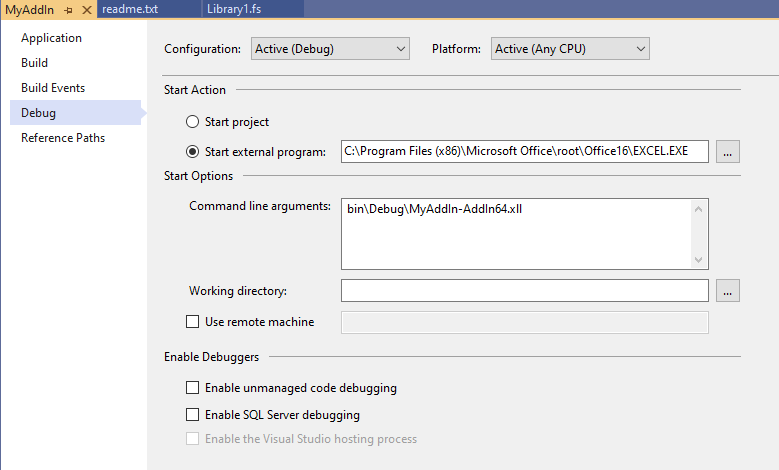 MyAddIn readme.txt Library1.fs
Application
Build
Build Events
Debug
Reference Paths
Configuration: Active (Debug) Platform: Active (Any CPU)
Start Action
Start project
Start external program: C:\Program Files (x86)\Microsoft Office\root\Office16\EXCEL.EXE ...
Start Options
Command line arguments: bin\Debug\MyAddIn-AddIn64.xll
Working directory: ...
Use remote machine
Enable Debuggers
Enable unmanaged code debugging
Enable SQL Server debugging
Enable the Visual Studio hosting process